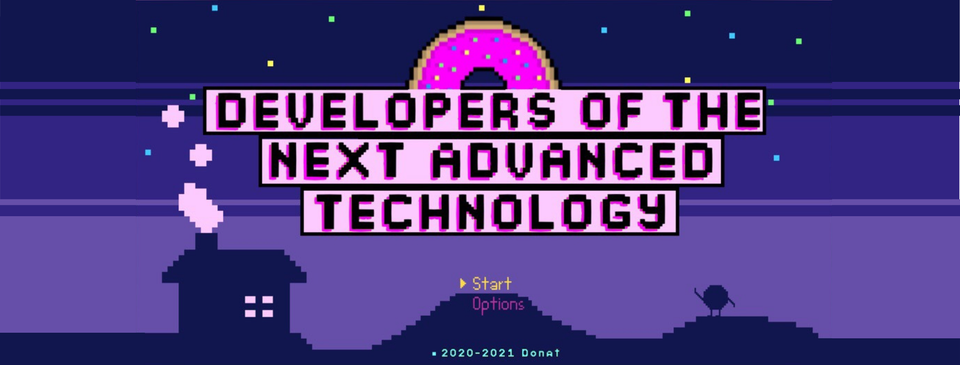 DEVELOPERS OF THE
NEXT ADVANCED
TECHNOLOGY
Start
Options
2020-2021 Donat